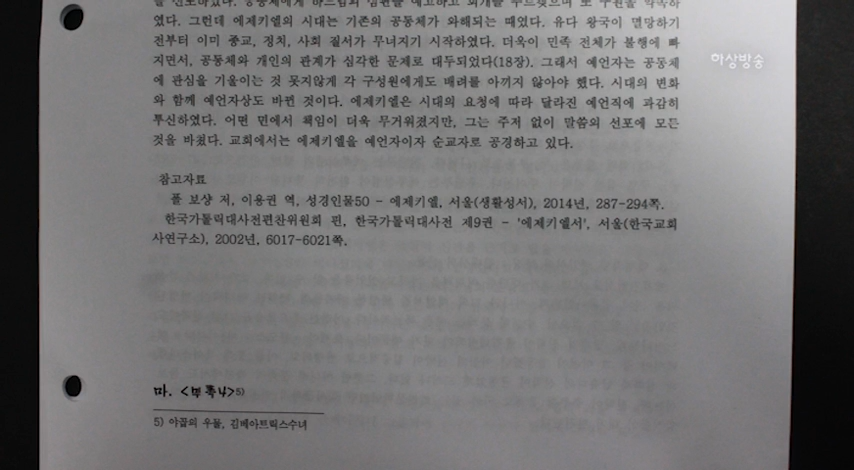 하상방송
였다. 그런데 에제키엘의 시대는 기존의 공동체가 와해되는 때였다. 유다 왕국이 멸망하기
전부터 이미 종교, 정치, 사회 질서가 무너지기 시작하였다. 더욱이 민족 전체가 불행에 빠
지면서, 공동체와 개인의 관계가 심각한 문제로 대두되었다(18장). 그래서 예언자는 공동체
에 관심을 기울이는 것 못지않게 각 구성원에게도 배려를 아끼지 않아야 했다. 시대의 변화
와 함께 예언자상도 바뀐 것이다. 에제키엘은 시대의 요청에 따라 달라진 예언직에 과감히
투신하였다. 어떤 면에서 책임이 더욱 무거워졌지만, 그는 주저 없이 말씀의 선포에 모든
것을 바쳤다. 교회에서는 에제키엘을 예언자이자 순교자로 공경하고 있다.
참고자료
폴 보샹 저, 이용권 역, 성경인물50 - 에제키엘, 서울(생활성서), 2014년, 287-294쪽.
한국가톨릭대사전편찬위원회 편, 한국가톨릭대사전 제9권 - '에제키엘서', 서울(한국교회
사연구소), 2002년, 6017-6021쪽.
마. 5)
5) 야곱의 우물, 김베아트릭스수녀